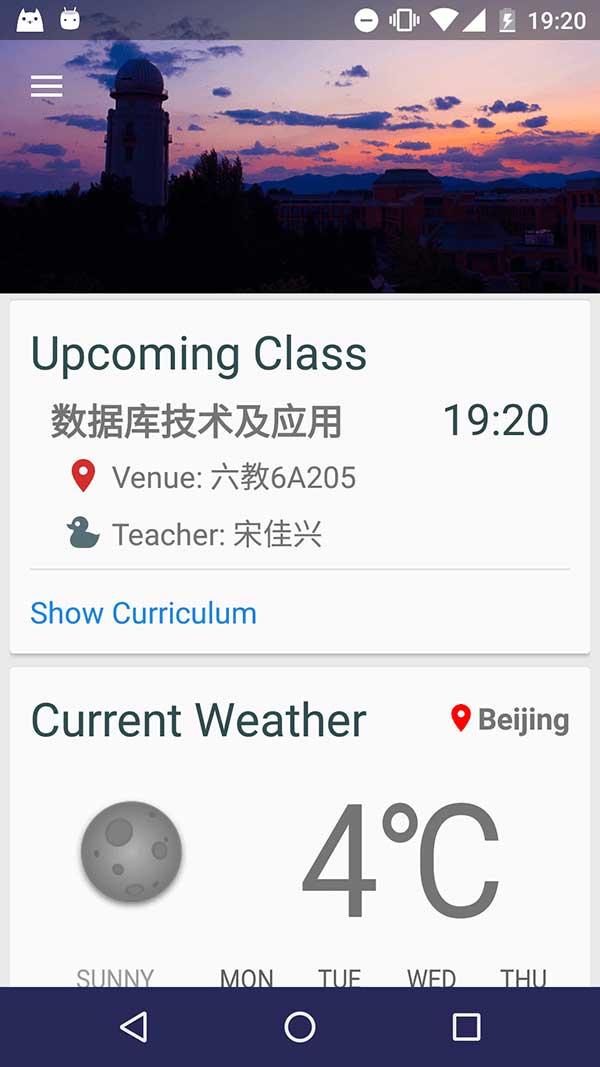 19:20
Upcoming Class
数据库技术及应用 19:20
Venue: 六教6A205
Teacher: 宋佳兴
Show Curriculum
Current Weather Beijing
4℃
SUNNY MON TUE WED THU